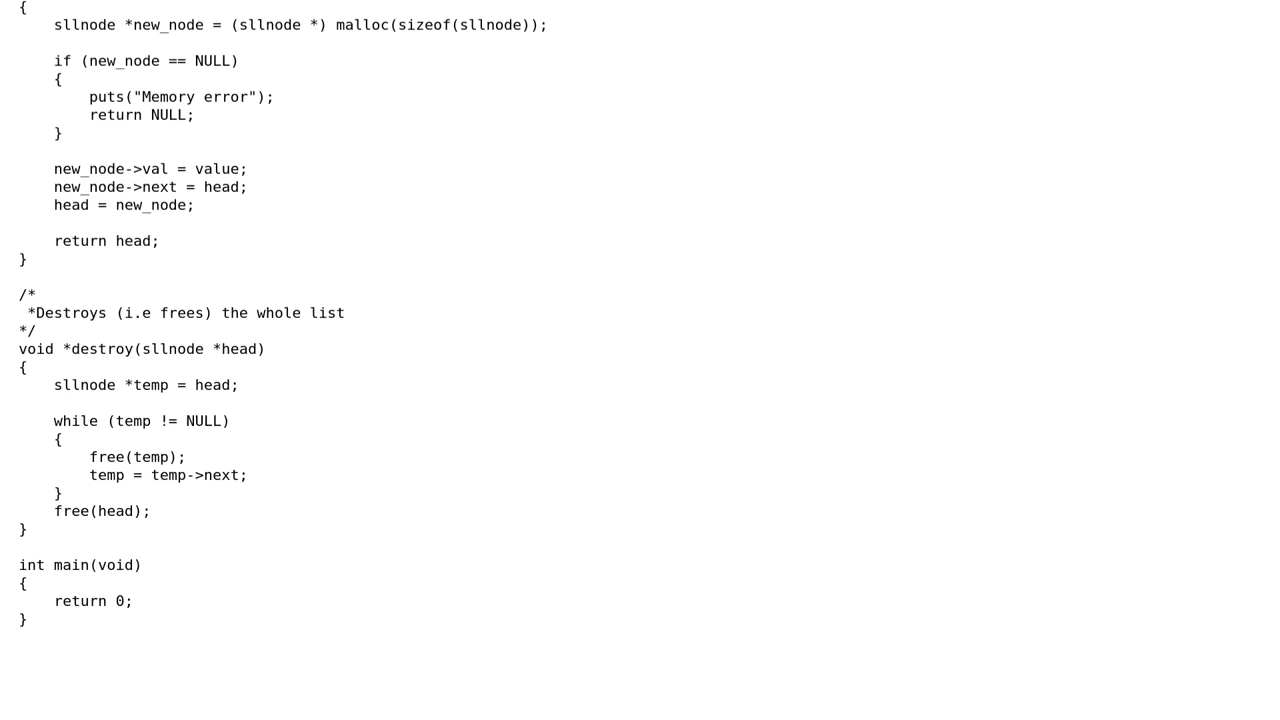 {
    sllnode *new_node = (sllnode *) malloc(sizeof(sllnode));

    if (new_node == NULL)
    {
        puts("Memory error");
        return NULL;
    }

    new_node->val = value;
    new_node->next = head;
    head = new_node;

    return head;
}

/*
 *Destroys (i.e frees) the whole list
*/
void *destroy(sllnode *head)
{
    sllnode *temp = head;

    while (temp != NULL)
    {
        free(temp);
        temp = temp->next;
    }
    free(head);
}

int main(void)
{
    return 0;
}